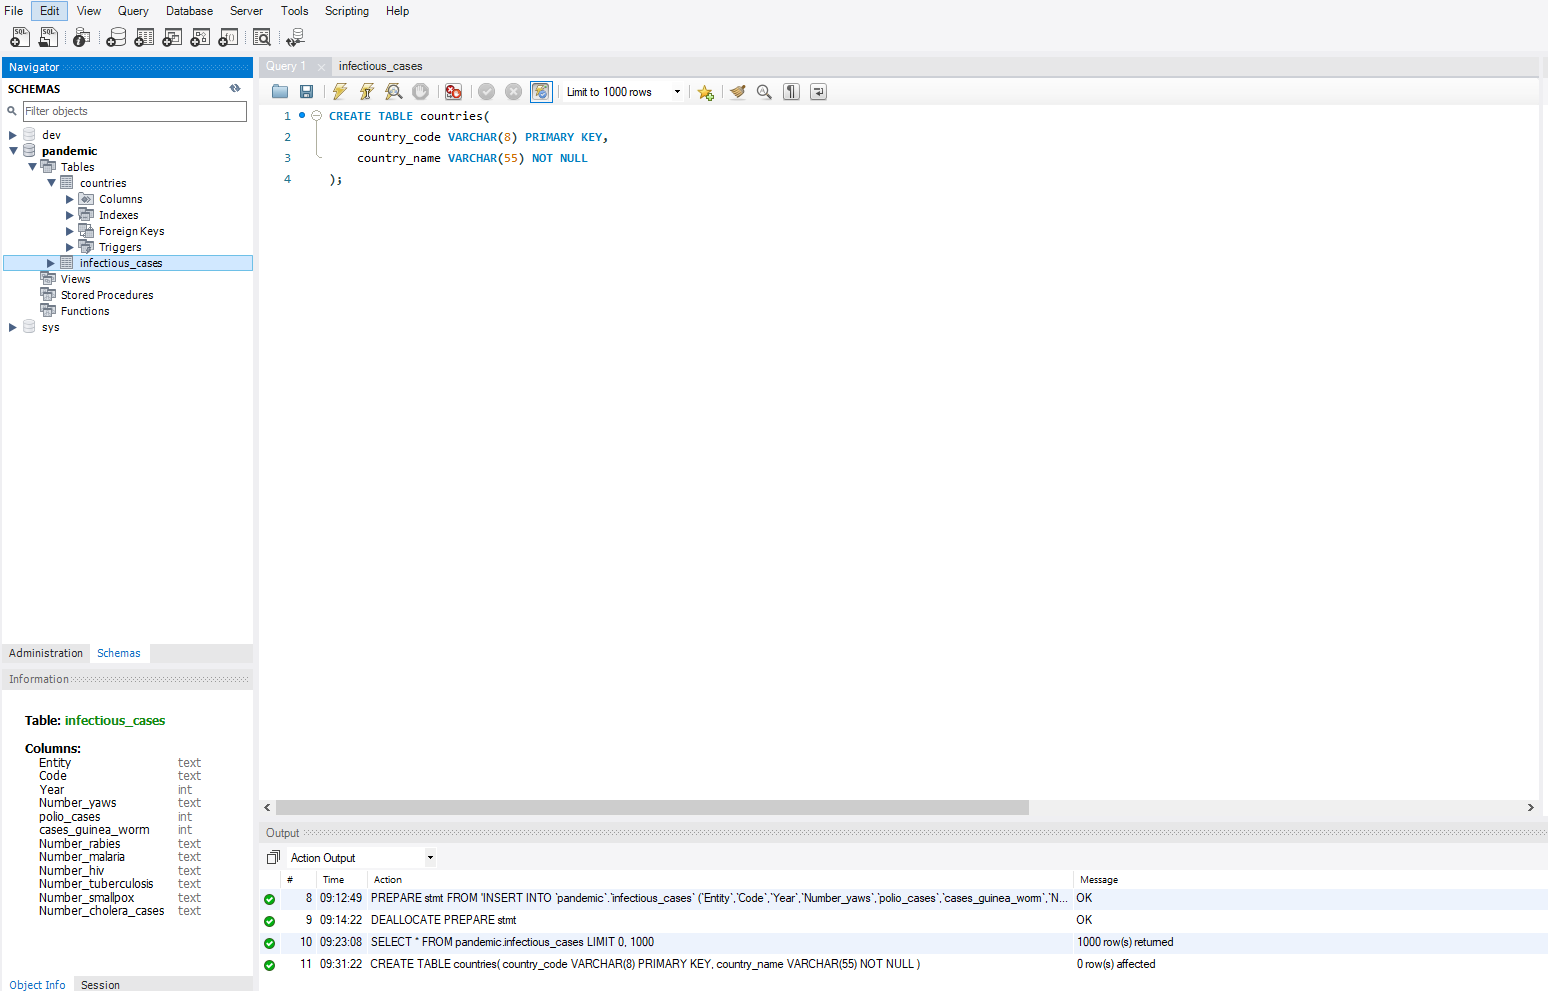 File Edit View Query Database Server Tools Scripting Help
Navigator
SCHEMAS
Filter objects
dev
pandemic
Tables
countries
Columns
Indexes
Foreign Keys
Triggers
infectious_cases
Views
Stored Procedures
Functions
sys
Administration Schemas
Information
Table: infectious_cases
Columns:
Entity text
Code text
Year int
Number_yaws text
polio_cases int
cases_guinea_worm int
Number_rabies text
Number_malaria text
Number_hiv text
Number_tuberculosis text
Number_smallpox text
Number_cholera_cases text
Object Info Session
Query 1 infectious_cases
Limit to 1000 rows
1 CREATE TABLE countries(
2 country_code VARCHAR(8) PRIMARY KEY,
3 country_name VARCHAR(55) NOT NULL
4 );
Output
Action Output
# Time Action Message
8 09:12:49 PREPARE stmt FROM 'INSERT INTO `pandemic`.`infectious_cases` (`Entity`,`Code`,`Year`,`Number_yaws`,`polio_cases`,`cases_guinea_worm`,`N... OK
9 09:14:22 DEALLOCATE PREPARE stmt OK
10 09:23:08 SELECT * FROM pandemic.infectious_cases LIMIT 0, 1000 1000 row(s) returned
11 09:31:22 CREATE TABLE countries( country_code VARCHAR(8) PRIMARY KEY, country_name VARCHAR(55) NOT NULL ) 0 row(s) affected